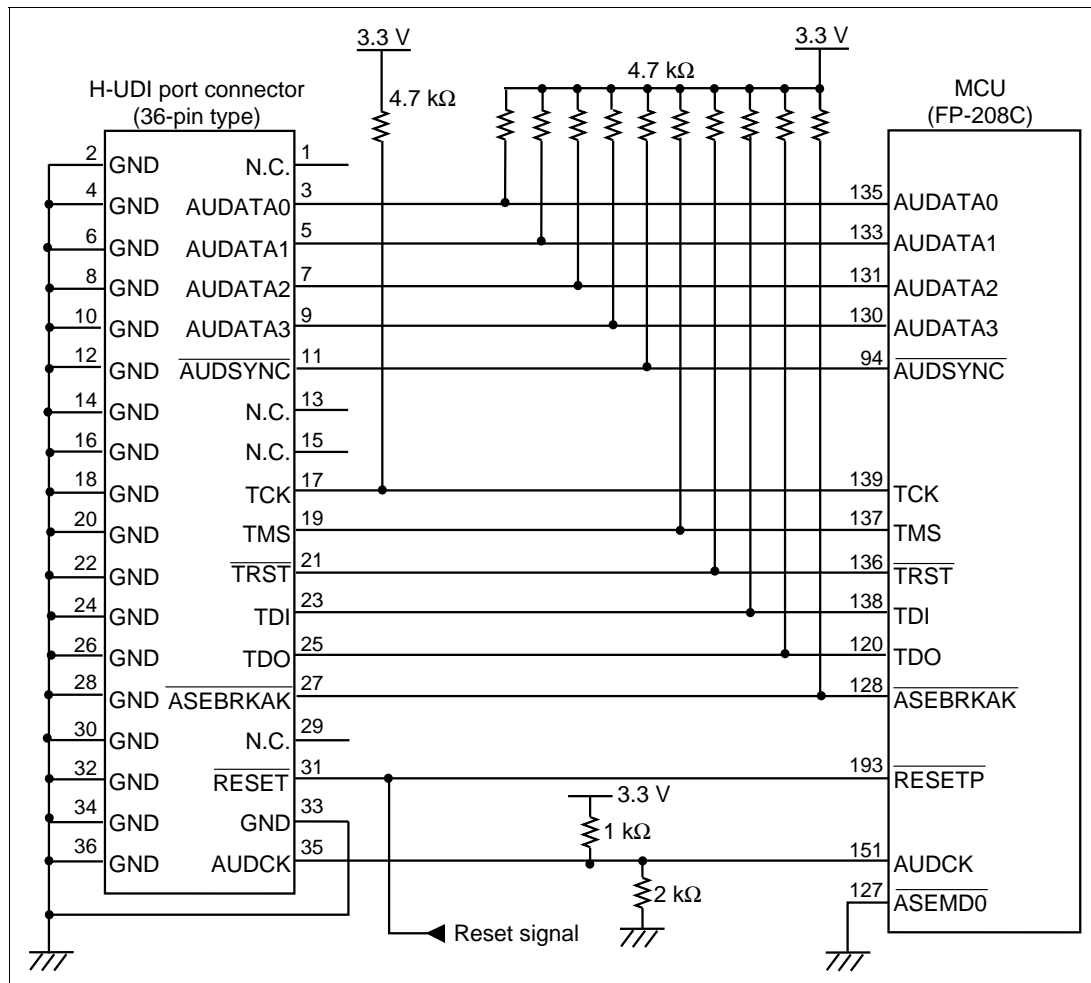 3.3 V
3.3 V
4.7 kΩ
4.7 kΩ
H-UDI port connector
(36-pin type)
MCU
(FP-208C)
2 GND N.C. 1
4 GND AUDATA0 3 135 AUDATA0
6 GND AUDATA1 5 133 AUDATA1
8 GND AUDATA2 7 131 AUDATA2
10 GND AUDATA3 9 130 AUDATA3
12 GND AUDSYNC 11 94 AUDSYNC
14 GND N.C. 13
16 GND N.C. 15
18 GND TCK 17 139 TCK
20 GND TMS 19 137 TMS
22 GND TRST 21 136 TRST
24 GND TDI 23 138 TDI
26 GND TDO 25 120 TDO
28 GND ASEBRKAK 27 128 ASEBRKAK
30 GND N.C. 29
32 GND RESET 31 193 RESETP
3.3 V
34 GND GND 33
1 kΩ
36 GND AUDCK 35 151 AUDCK
2 kΩ
127 ASEMD0
Reset signal